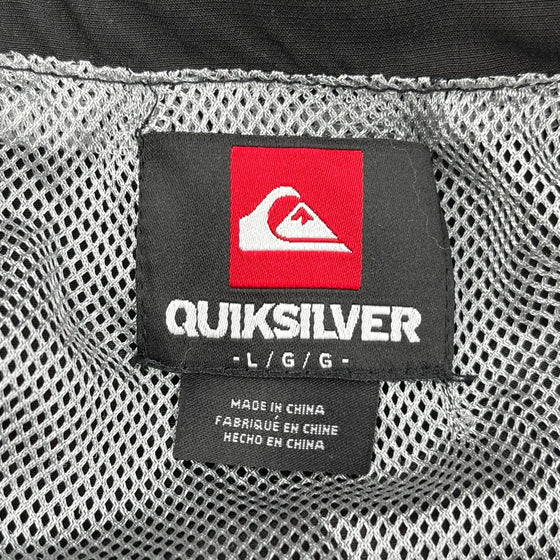 QUIKSILVER
- L / G / G -
MADE IN CHINA
FABRIQUÉ EN CHINE
HECHO EN CHINA